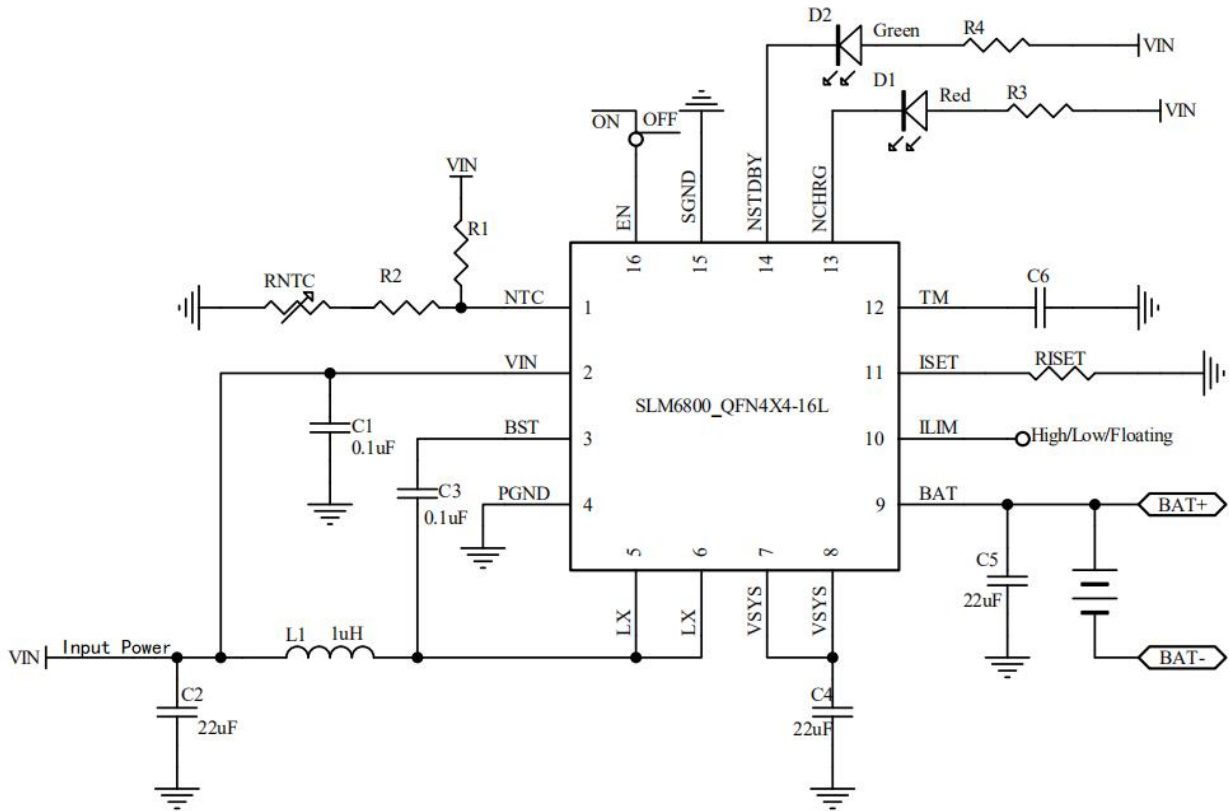 D2
Green
R4
VIN
D1
Red
R3
VIN
ON
OFF
VIN
EN
SGND
NSTDBY
NCHRG
R1
16
15
14
13
RNTC
R2
NTC
1
12
TM
C6
VIN
2
11
ISET
RISET
SLM6800_QFN4X4-16L
C1
0.1uF
BST
3
10
ILIM
High/Low/Floating
C3
0.1uF
PGND
4
9
BAT
BAT+
5
6
7
8
C5
22uF
LX
LX
VSYS
VSYS
VIN
Input Power
L1
1uH
BAT-
C2
22uF
C4
22uF